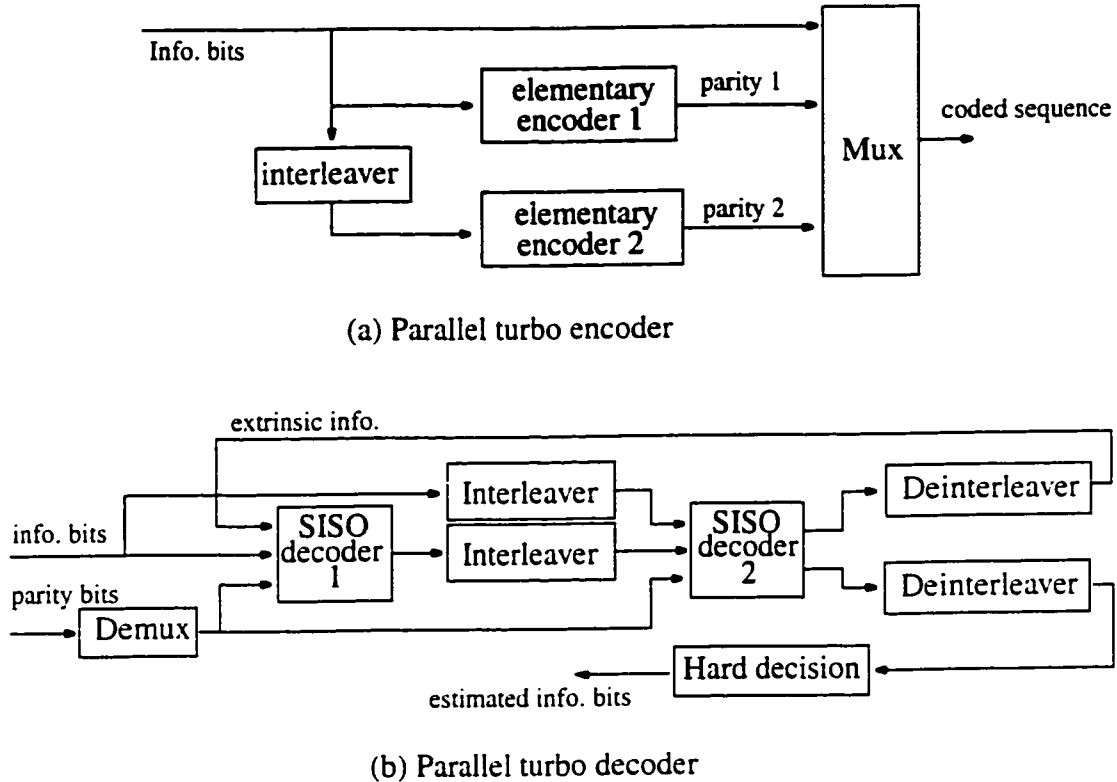 Info. bits
elementary
encoder 1
parity 1
coded sequence
Mux
interleaver
elementary
encoder 2
parity 2
(a) Parallel turbo encoder
extrinsic info.
Interleaver
Deinterleaver
info. bits
SISO
decoder
1
Interleaver
SISO
decoder
2
parity bits
Demux
Deinterleaver
Hard decision
estimated info. bits
(b) Parallel turbo decoder